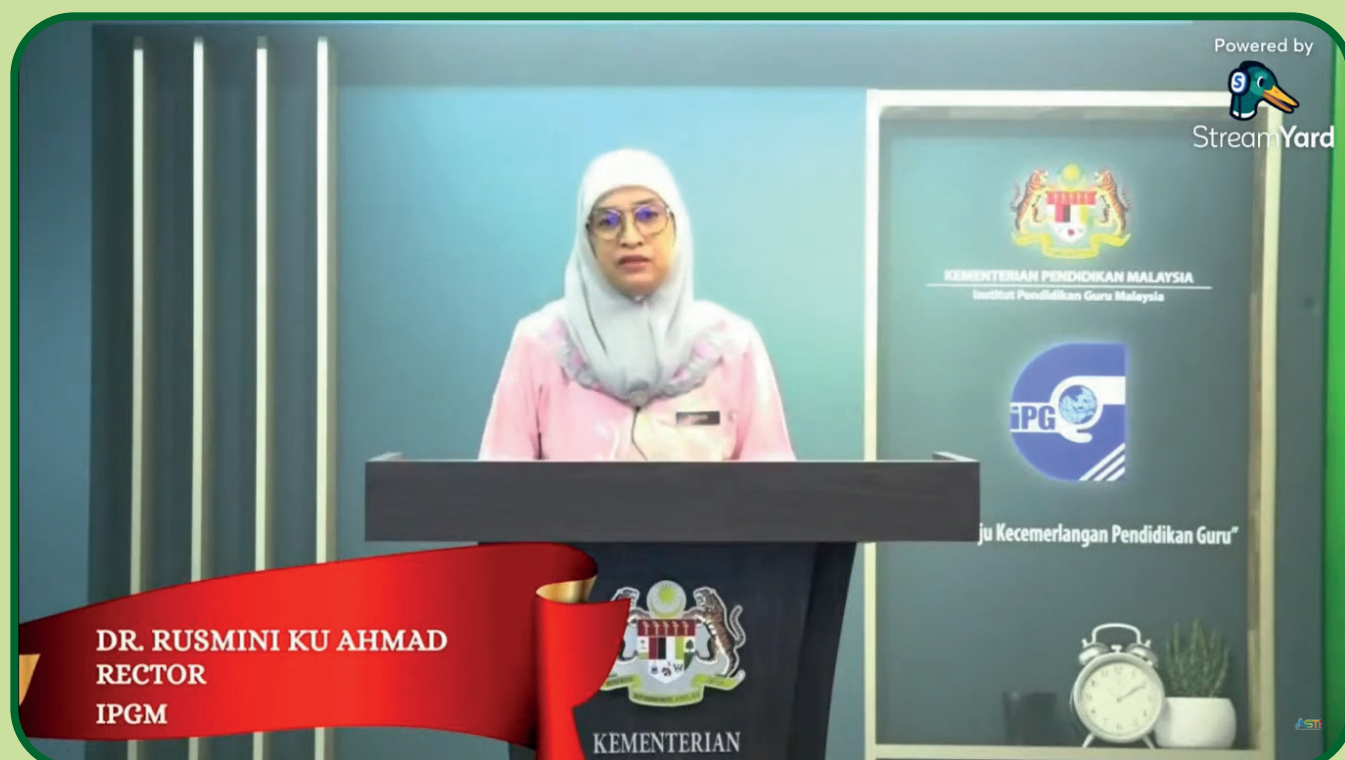 Powered by
StreamYard
KEMENTERIAN PENDIDIKAN MALAYSIA
Institut Pendidikan Guru Malaysia
iPG
ju Kecemerlangan Pendidikan Guru"
DR. RUSMINI KU AHMAD
RECTOR
IPGM
KEMENTERIAN